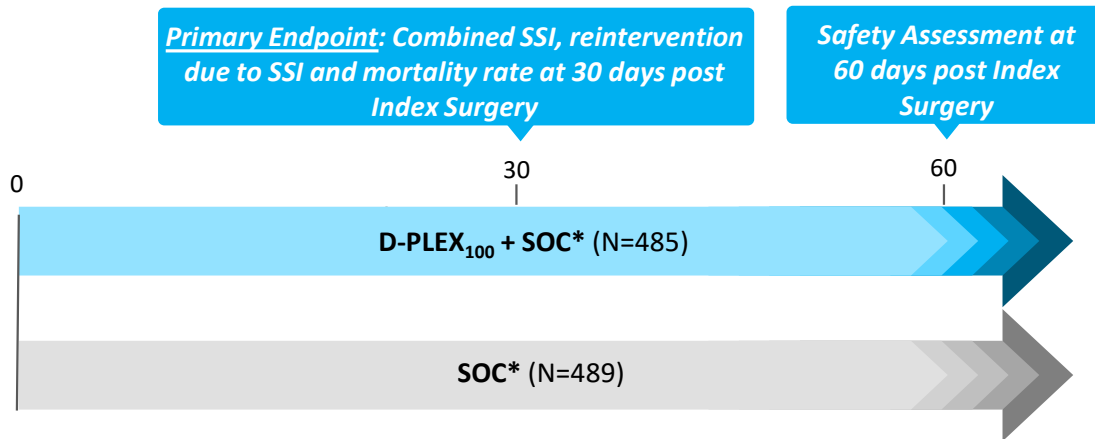 Primary Endpoint: Combined SSI, reintervention
due to SSI and mortality rate at 30 days post
Index Surgery
Safety Assessment at
60 days post Index
Surgery
0
30
60
D-PLEX100 + SOC* (N=485)
SOC* (N=489)